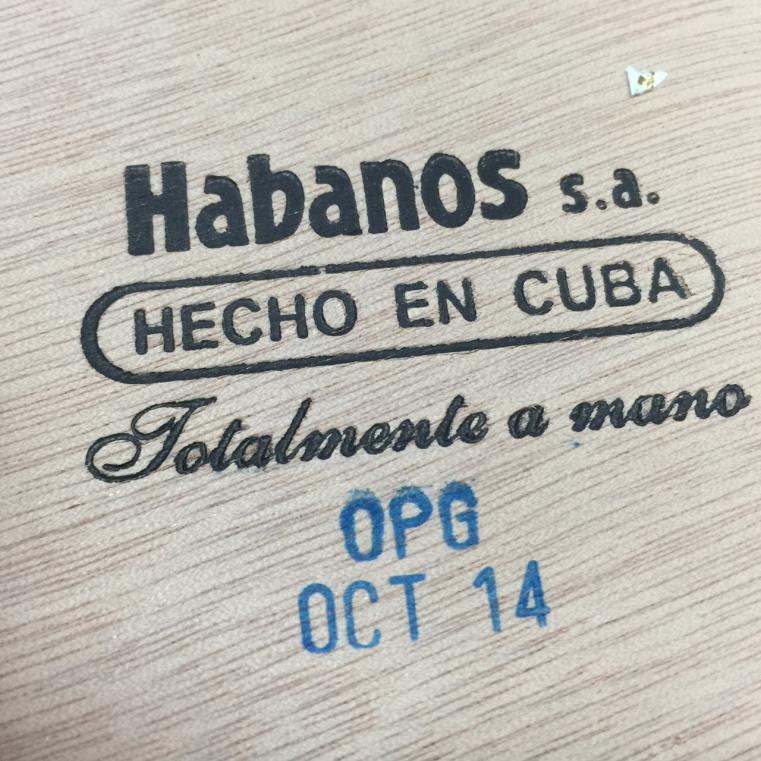 Habanos s.a.
HECHO EN CUBA
Totalmente a mano
OPG
OCT 14